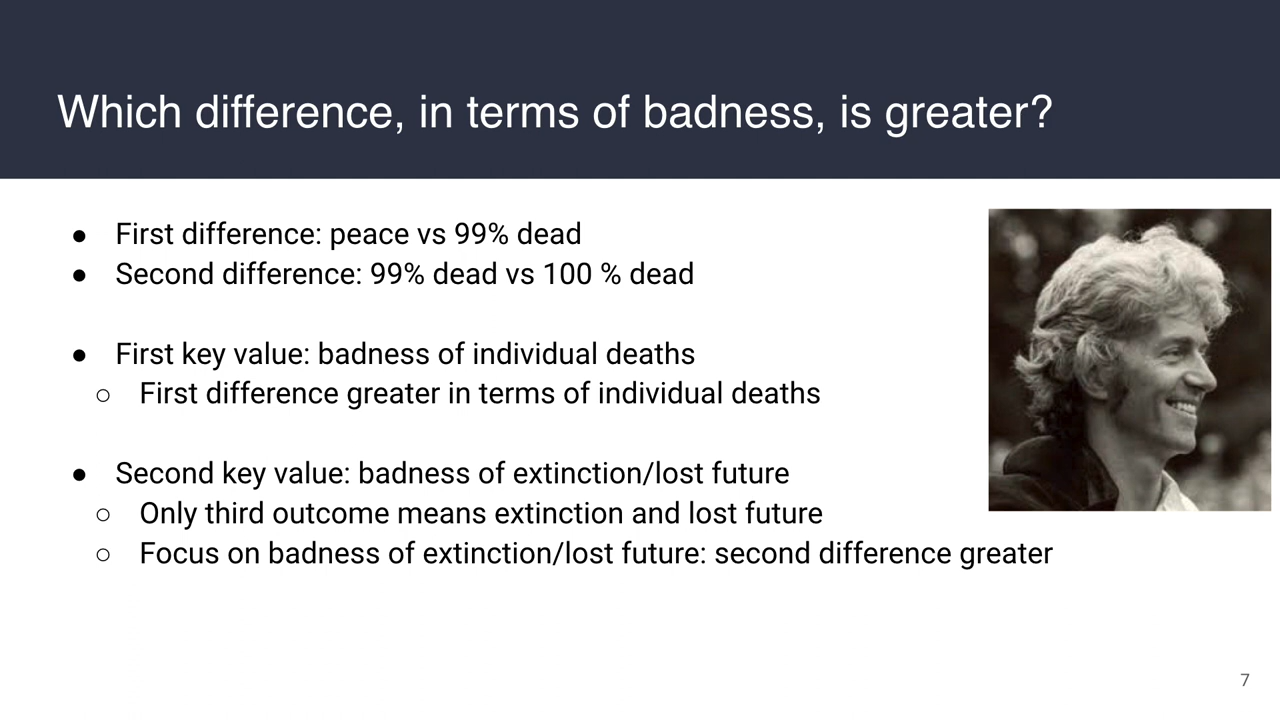 Which difference, in terms of badness, is greater?
● First difference: peace vs 99% dead
● Second difference: 99% dead vs 100 % dead
● First key value: badness of individual deaths
○ First difference greater in terms of individual deaths
● Second key value: badness of extinction/lost future
○ Only third outcome means extinction and lost future
○ Focus on badness of extinction/lost future: second difference greater
7